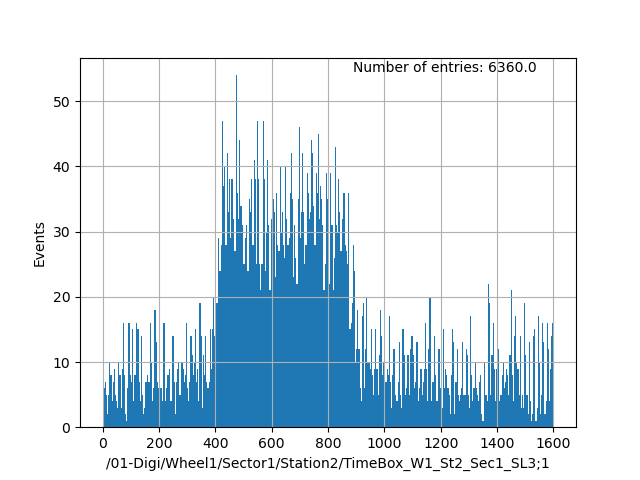 Number of entries: 6360.0
50
40
30
20
10
0
Events
0 200 400 600 800 1000 1200 1400 1600
/01-Digi/Wheel1/Sector1/Station2/TimeBox_W1_St2_Sec1_SL3;1